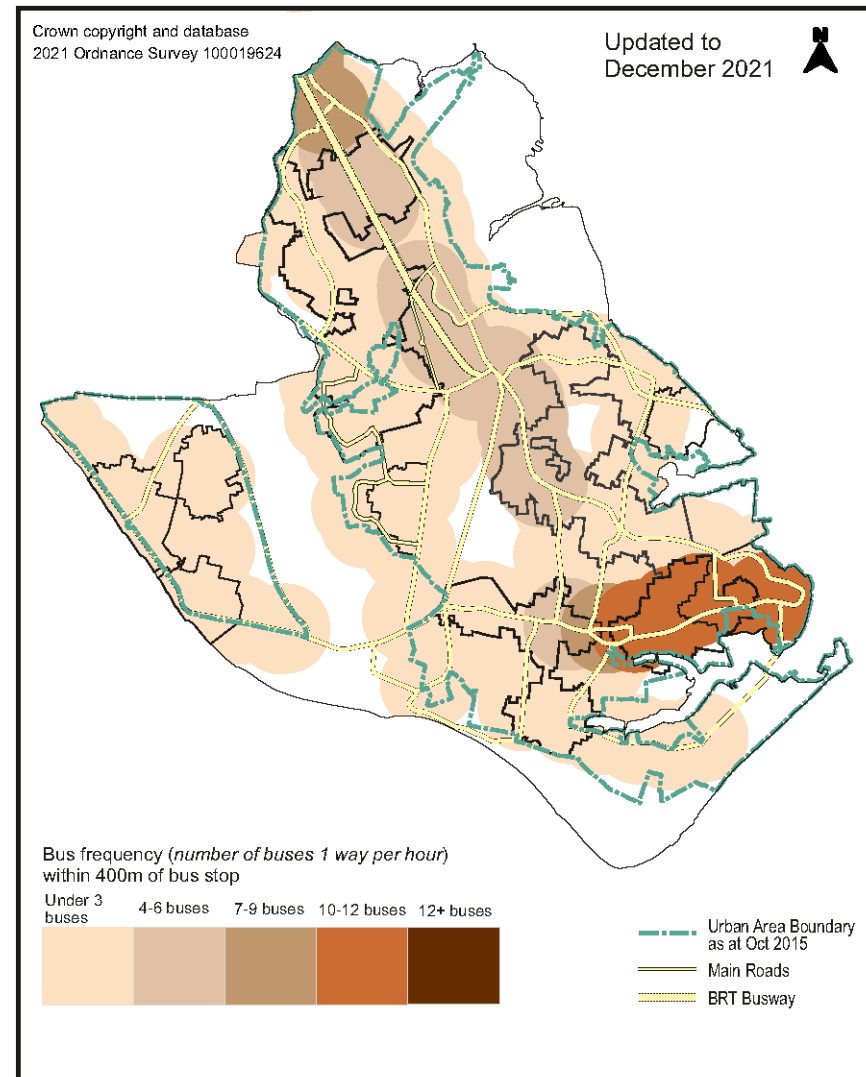 Crown copyright and database
2021 Ordnance Survey 100019624
Updated to
December 2021
N
Bus frequency (number of buses 1 way per hour)
within 400m of bus stop
Under 3
buses
4-6 buses
7-9 buses
10-12 buses
12+ buses
Urban Area Boundary
as at Oct 2015
Main Roads
BRT Busway